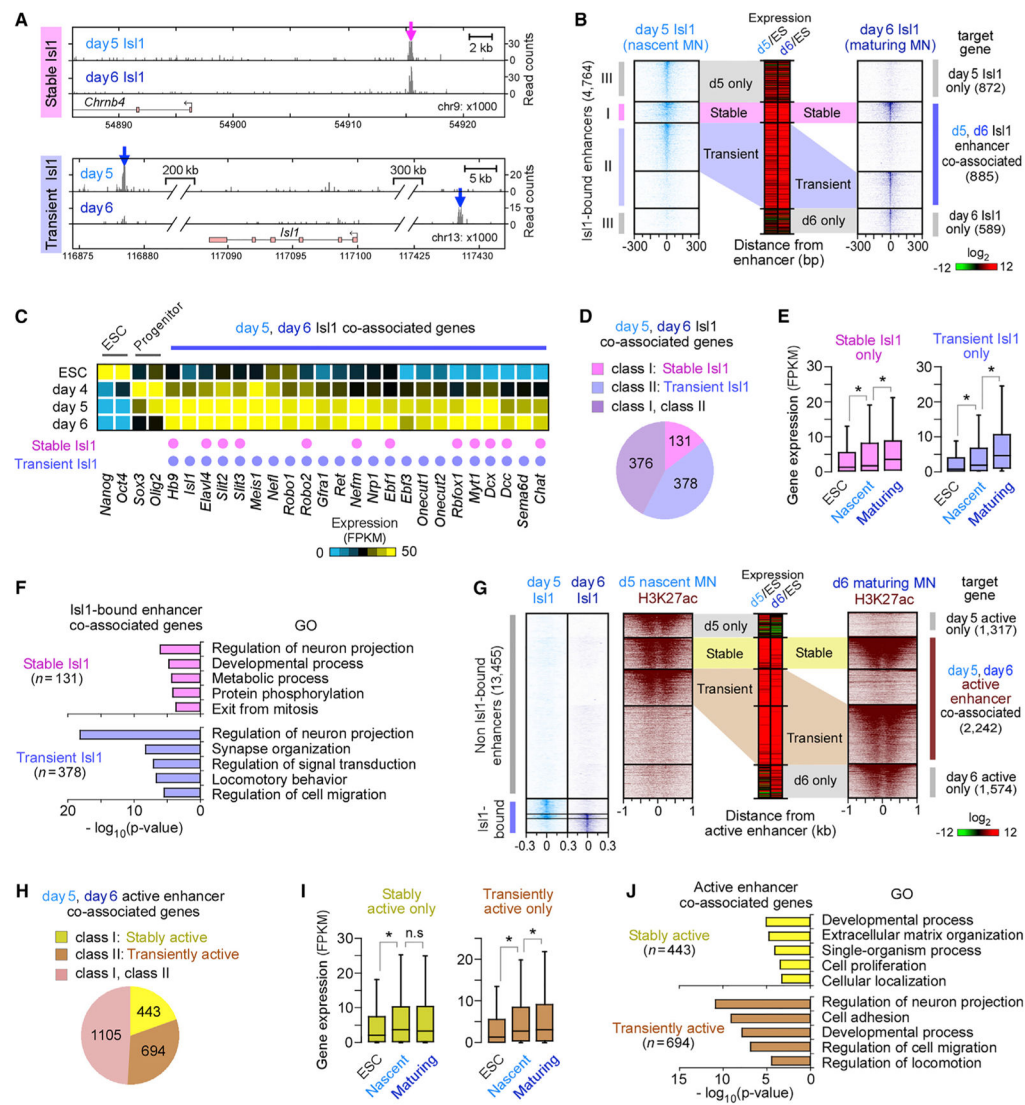 A
Stable Isl1
day 5 Isl1
day 6 Isl1
2 kb
30
0
30
0
Read counts
Chrnb4
chr9: x1000
54890
54900
54910
54920
Transient Isl1
day 5
day 6
200 kb
300 kb
5 kb
20
0
15
0
Read counts
Isl1
chr13: x1000
116875
116880
117090
117095
117100
117425
117430
B
day 5 Isl1
(nascent MN)
Expression
d5/ES
d6/ES
day 6 Isl1
(maturing MN)
target
gene
Isl1-bound enhancers (4,764)
III
I
II
III
d5 only
Stable
Stable
Transient
Transient
d6 only
day 5 Isl1
only (872)
d5, d6 Isl1
enhancer
co-associated
(885)
day 6 Isl1
only (589)
-300
0
300
-300
0
300
Distance from
enhancer (bp)
log2
-12
12
C
ESC
Progenitor
day 5, day 6 Isl1 co-associated genes
ESC
day 4
day 5
day 6
Stable Isl1
Transient Isl1
Nanog
Oct4
Sox3
Olig2
Hb9
Isl1
Elavl4
Slit2
Slit3
Meis1
Nefl
Robo1
Robo2
Gfra1
Ret
Nefm
Nrp1
Ebf1
Ebf3
Onecut1
Onecut2
Rbfox1
Myt1
Dcx
Dcc
Sema6d
Chat
Expression
(FPKM)
0
50
D
day 5, day 6 Isl1
co-associated genes
class I: Stable Isl1
class II: Transient Isl1
class I, class II
131
376
378
E
Stable Isl1
only
Transient Isl1
only
Gene expression (FPKM)
30
20
10
0
*
*
30
20
10
0
*
*
ESC
Nascent
Maturing
ESC
Nascent
Maturing
F
Isl1-bound enhancer
co-associated genes
GO
Stable Isl1
(n = 131)
Regulation of neuron projection
Developmental process
Metabolic process
Protein phosphorylation
Exit from mitosis
Transient Isl1
(n = 378)
Regulation of neuron projection
Synapse organization
Regulation of signal transduction
Locomotory behavior
Regulation of cell migration
20
10
0
- log10(p-value)
G
day 5
Isl1
day 6
Isl1
d5 nascent MN
H3K27ac
Expression
d5/ES
d6/ES
d6 maturing MN
H3K27ac
target
gene
Non Isl1-bound
enhancers (13,455)
Isl1-
bound
d5 only
Stable
Stable
Transient
Transient
d6 only
day 5 active
only (1,317)
day 5, day 6
active
enhancer
co-associated
(2,242)
day 6 active
only (1,574)
-0.3
0
0.3
0
0.3
-1
0
1
-1
0
1
Distance from
active enhancer (kb)
log2
-12
12
H
day 5, day 6 active enhancer
co-associated genes
class I: Stably active
class II: Transiently active
class I, class II
443
1105
694
I
Stably
active only
Transiently
active only
Gene expression (FPKM)
30
20
10
0
*
n.s
20
10
0
*
*
ESC
Nascent
Maturing
ESC
Nascent
Maturing
J
Active enhancer
co-associated genes
GO
Stably active
(n = 443)
Developmental process
Extracellular matrix organization
Single-organism process
Cell proliferation
Cellular localization
Transiently active
(n = 694)
Regulation of neuron projection
Cell adhesion
Developmental process
Regulation of cell migration
Regulation of locomotion
15
10
5
0
- log10(p-value)